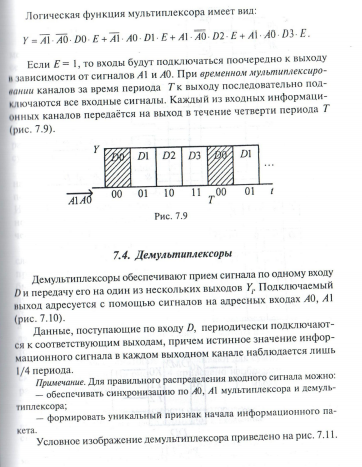 Логическая функция мультиплексора имеет вид:
Y = A1 · A0 · D0 · E + A1 · A0 · D1 · E + A1 · A0 · D2 · E + A1 · A0 · D3 · E .
Если E = 1, то входы будут подключаться поочередно к выходу
в зависимости от сигналов A1 и A0. При временном мультиплексиро-
вании каналов за время периода T к выходу последовательно под-
ключаются все входные сигналы. Каждый из входных информаци-
онных каналов передаётся на выход в течение четверти периода T
(рис. 7.9).
Y D0 D1 D2 D3 D0 D1 ...
A1A0 00 01 10 11 00 01 t
T
Рис. 7.9
7.4. Демультиплексоры
Демультиплексоры обеспечивают прием сигнала по одному входу
D и передачу его на один из нескольких выходов Yi. Подключаемый
выход адресуется с помощью сигналов на адресных входах A0, A1
(рис. 7.10).
Данные, поступающие по входу D, периодически подключают-
ся к соответствующим выходам, причем истинное значение инфор-
мационного сигнала в каждом выходном канале наблюдается лишь
1/4 периода.
Примечание. Для правильного распределения входного сигнала можно:
— обеспечивать синхронизацию по A0, A1 мультиплексора и демуль-
типлексора;
— формировать уникальный признак начала информационного па-
кета.
Условное изображение демультиплексора приведено на рис. 7.11.